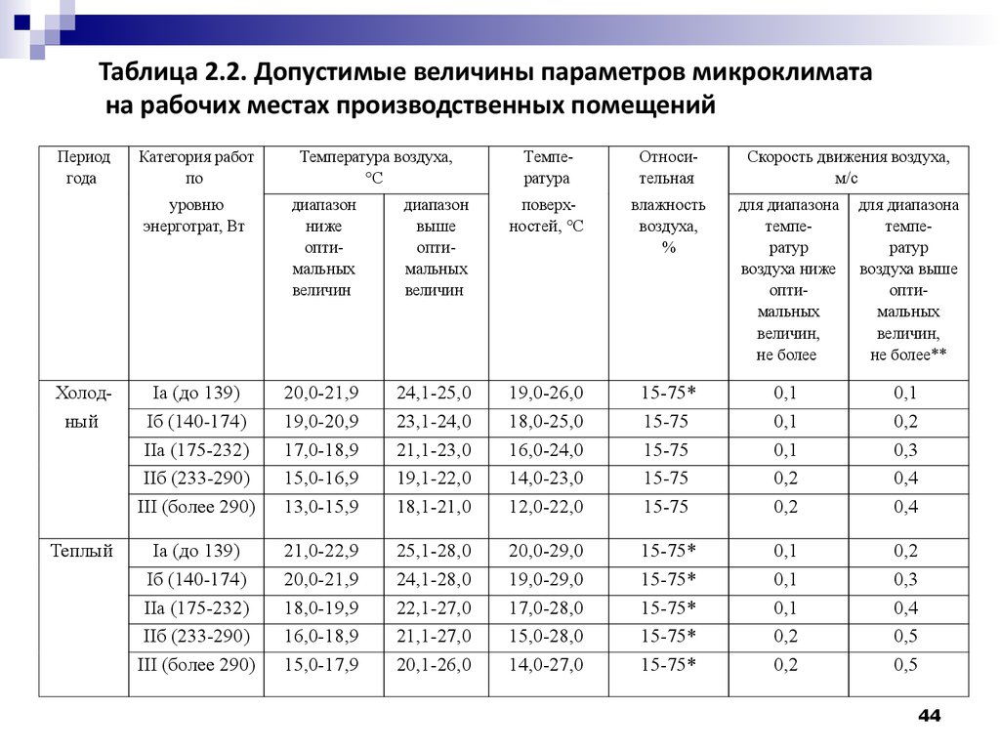 Таблица 2.2. Допустимые величины параметров микроклимата
на рабочих местах производственных помещений
Период года | Категория работ по уровню энерготрат, Вт | Температура воздуха, °С | Темпе-ратура поверх-ностей, °С | Относи-тельная влажность воздуха, % | Скорость движения воздуха, м/с
диапазон ниже опти-мальных величин | диапазон выше опти-мальных величин | для диапазона темпе-ратур воздуха ниже опти-мальных величин, не более | для диапазона темпе-ратур воздуха выше опти-мальных величин, не более**
Холод- | Iа (до 139) | 20,0-21,9 | 24,1-25,0 | 19,0-26,0 | 15-75* | 0,1 | 0,1
ный | Iб (140-174) | 19,0-20,9 | 23,1-24,0 | 18,0-25,0 | 15-75 | 0,1 | 0,2
IIа (175-232) | 17,0-18,9 | 21,1-23,0 | 16,0-24,0 | 15-75 | 0,1 | 0,3
IIб (233-290) | 15,0-16,9 | 19,1-22,0 | 14,0-23,0 | 15-75 | 0,2 | 0,4
III (более 290) | 13,0-15,9 | 18,1-21,0 | 12,0-22,0 | 15-75 | 0,2 | 0,4
Теплый | Iа (до 139) | 21,0-22,9 | 25,1-28,0 | 20,0-29,0 | 15-75* | 0,1 | 0,2
Iб (140-174) | 20,0-21,9 | 24,1-28,0 | 19,0-29,0 | 15-75* | 0,1 | 0,3
IIа (175-232) | 18,0-19,9 | 22,1-27,0 | 17,0-28,0 | 15-75* | 0,1 | 0,4
IIб (233-290) | 16,0-18,9 | 21,1-27,0 | 15,0-28,0 | 15-75* | 0,2 | 0,5
III (более 290) | 15,0-17,9 | 20,1-26,0 | 14,0-27,0 | 15-75* | 0,2 | 0,5
44